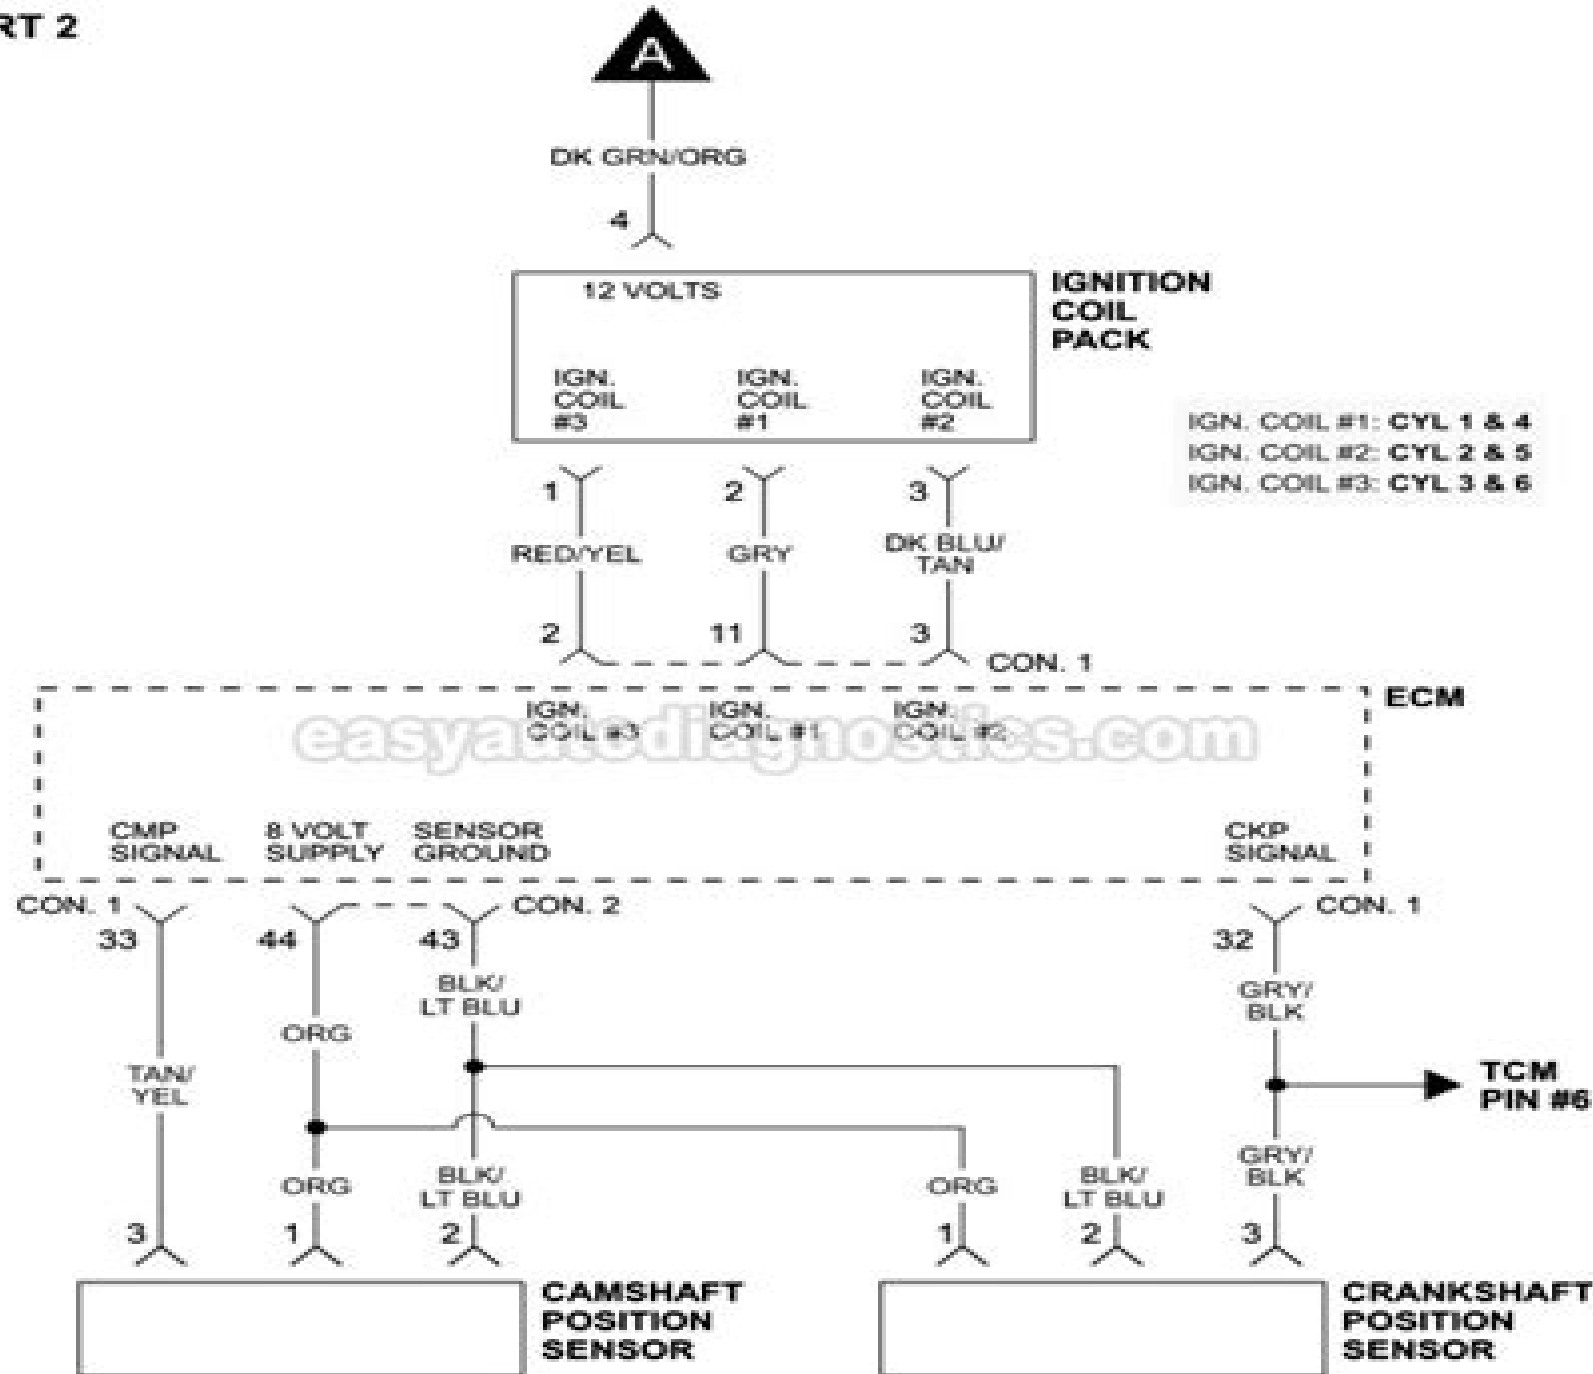 RT 2
A
DK GRN/ORG
4
12 VOLTS
IGNITION
COIL
PACK
IGN.
COIL
#3
IGN.
COIL
#1
IGN.
COIL
#2
IGN. COIL #1: CYL 1 & 4
IGN. COIL #2: CYL 2 & 5
IGN. COIL #3: CYL 3 & 6
1
2
3
RED/YEL
GRY
DK BLU/
TAN
2
11
3
CON. 1
ECM
IGN.
COIL #3
IGN.
COIL #1
IGN.
COIL #2
easyautodiagnostics.com
CMP
SIGNAL
8 VOLT
SUPPLY
SENSOR
GROUND
CKP
SIGNAL
CON. 1
CON. 2
CON. 1
33
44
43
32
BLK/
LT BLU
GRY/
BLK
ORG
TAN/
YEL
TCM
PIN #6
ORG
BLK/
LT BLU
ORG
BLK/
LT BLU
GRY/
BLK
3
1
2
1
2
3
CAMSHAFT
POSITION
SENSOR
CRANKSHAFT
POSITION
SENSOR